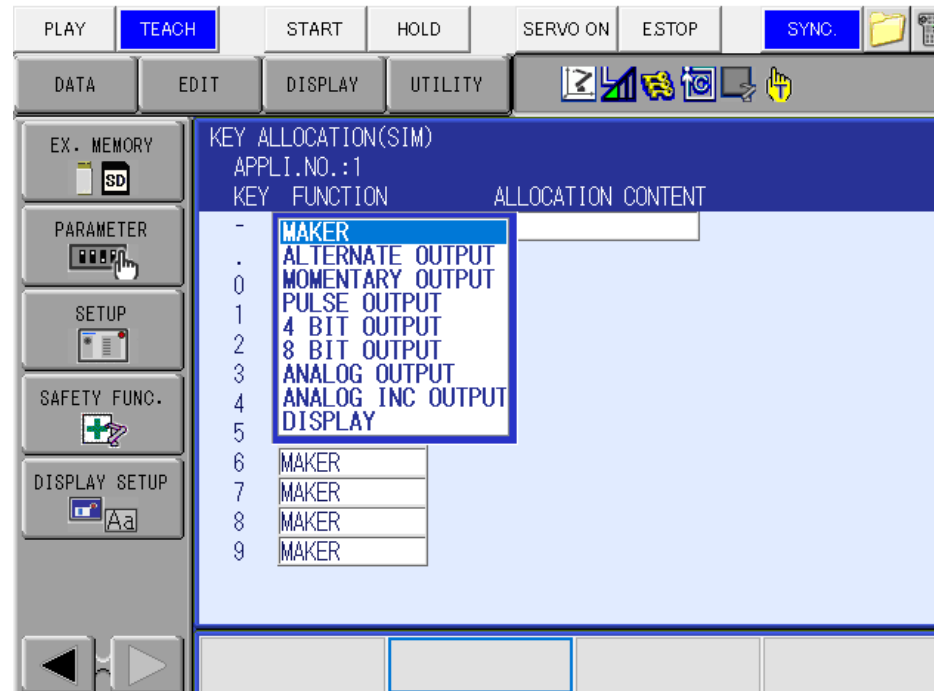 PLAY TEACH START HOLD SERVO ON E.STOP SYNC.
DATA EDIT DISPLAY UTILITY
EX. MEMORY
SD
PARAMETER
SETUP
SAFETY FUNC.
DISPLAY SETUP
Aa
KEY ALLOCATION(SIM)
APPLI.NO.:1
KEY FUNCTION ALLOCATION CONTENT
-
.
0
1
2
3
4
5
MAKER
ALTERNATE OUTPUT
MOMENTARY OUTPUT
PULSE OUTPUT
4 BIT OUTPUT
8 BIT OUTPUT
ANALOG OUTPUT
ANALOG INC OUTPUT
DISPLAY
6 MAKER
7 MAKER
8 MAKER
9 MAKER